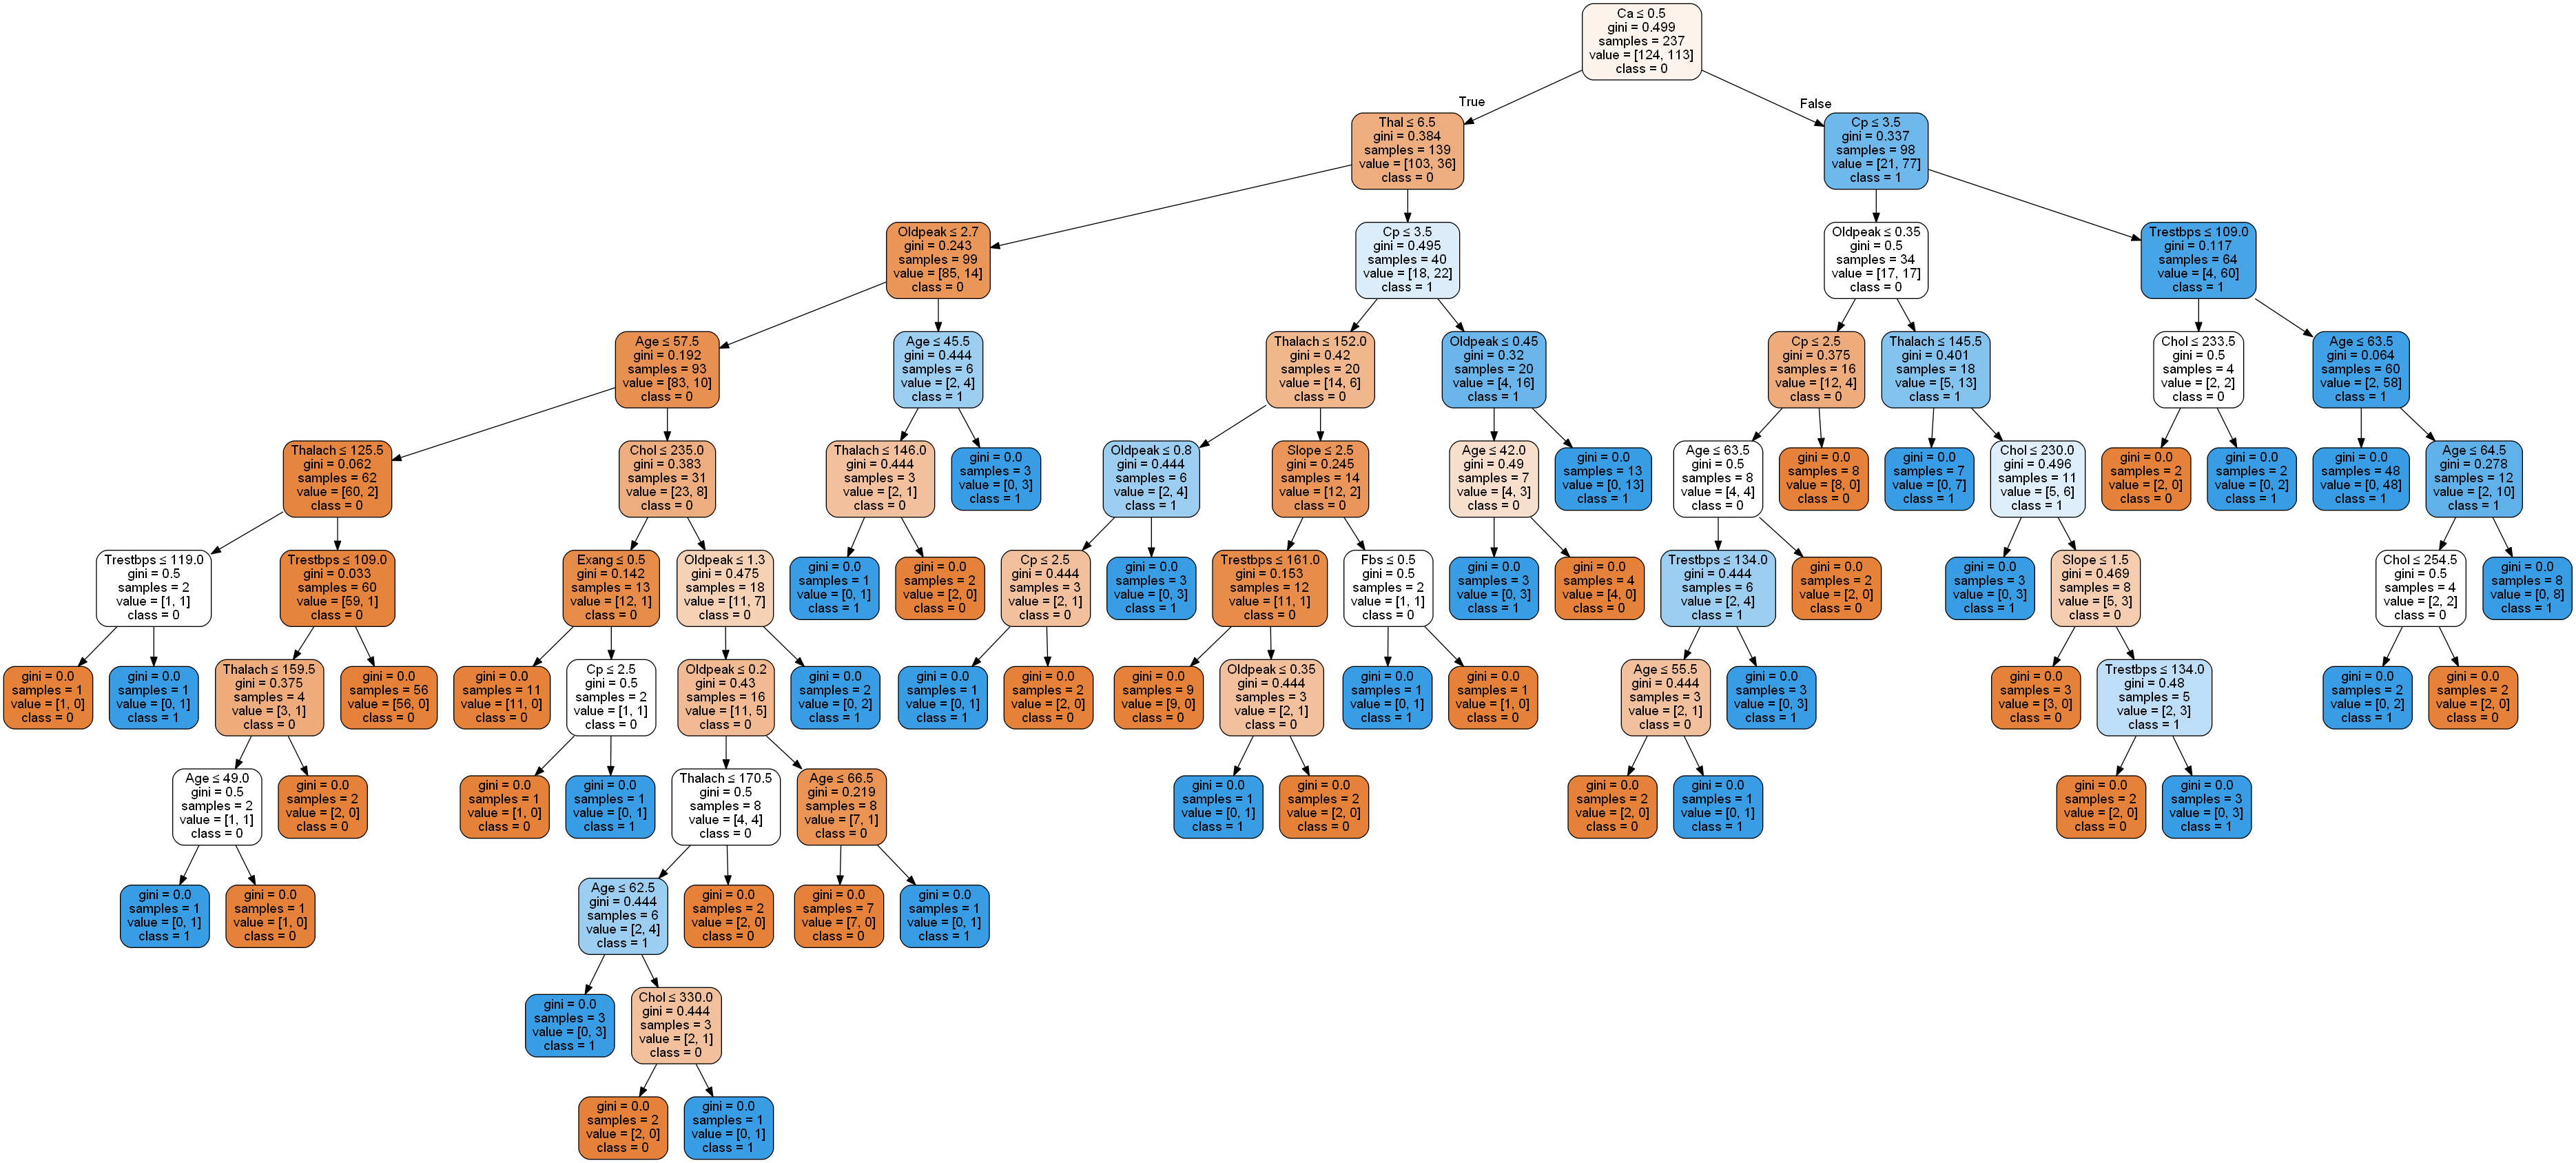 Ca ≤ 0.5
gini = 0.499
samples = 237
value = [124, 113]
class = 0
True
False
Thal ≤ 6.5
gini = 0.384
samples = 139
value = [103, 36]
class = 0
Cp ≤ 3.5
gini = 0.337
samples = 98
value = [21, 77]
class = 1
Oldpeak ≤ 2.7
gini = 0.243
samples = 99
value = [85, 14]
class = 0
Cp ≤ 3.5
gini = 0.495
samples = 40
value = [18, 22]
class = 1
Oldpeak ≤ 0.35
gini = 0.5
samples = 34
value = [17, 17]
class = 0
Trestbps ≤ 109.0
gini = 0.117
samples = 64
value = [4, 60]
class = 1
Age ≤ 57.5
gini = 0.192
samples = 93
value = [83, 10]
class = 0
Age ≤ 45.5
gini = 0.444
samples = 6
value = [2, 4]
class = 1
Thalach ≤ 152.0
gini = 0.42
samples = 20
value = [14, 6]
class = 0
Oldpeak ≤ 0.45
gini = 0.32
samples = 20
value = [4, 16]
class = 1
Cp ≤ 2.5
gini = 0.375
samples = 16
value = [12, 4]
class = 0
Thalach ≤ 145.5
gini = 0.401
samples = 18
value = [5, 13]
class = 1
Chol ≤ 233.5
gini = 0.5
samples = 4
value = [2, 2]
class = 0
Age ≤ 63.5
gini = 0.064
samples = 60
value = [2, 58]
class = 1
Thalach ≤ 125.5
gini = 0.062
samples = 62
value = [60, 2]
class = 0
Chol ≤ 235.0
gini = 0.383
samples = 31
value = [23, 8]
class = 0
Thalach ≤ 146.0
gini = 0.444
samples = 3
value = [2, 1]
class = 0
gini = 0.0
samples = 3
value = [0, 3]
class = 1
Oldpeak ≤ 0.8
gini = 0.444
samples = 6
value = [2, 4]
class = 1
Slope ≤ 2.5
gini = 0.245
samples = 14
value = [12, 2]
class = 0
Age ≤ 42.0
gini = 0.49
samples = 7
value = [4, 3]
class = 0
gini = 0.0
samples = 13
value = [0, 13]
class = 1
Age ≤ 63.5
gini = 0.5
samples = 8
value = [4, 4]
class = 0
gini = 0.0
samples = 8
value = [8, 0]
class = 0
gini = 0.0
samples = 7
value = [0, 7]
class = 1
Chol ≤ 230.0
gini = 0.496
samples = 11
value = [5, 6]
class = 1
gini = 0.0
samples = 2
value = [2, 0]
class = 0
gini = 0.0
samples = 2
value = [0, 2]
class = 1
gini = 0.0
samples = 48
value = [0, 48]
class = 1
Age ≤ 64.5
gini = 0.278
samples = 12
value = [2, 10]
class = 1
Trestbps ≤ 119.0
gini = 0.5
samples = 2
value = [1, 1]
class = 0
Trestbps ≤ 109.0
gini = 0.033
samples = 60
value = [59, 1]
class = 0
Exang ≤ 0.5
gini = 0.142
samples = 13
value = [12, 1]
class = 0
Oldpeak ≤ 1.3
gini = 0.475
samples = 18
value = [11, 7]
class = 0
gini = 0.0
samples = 1
value = [0, 1]
class = 1
gini = 0.0
samples = 2
value = [2, 0]
class = 0
Cp ≤ 2.5
gini = 0.444
samples = 3
value = [2, 1]
class = 0
gini = 0.0
samples = 3
value = [0, 3]
class = 1
Trestbps ≤ 161.0
gini = 0.153
samples = 12
value = [11, 1]
class = 0
Fbs ≤ 0.5
gini = 0.5
samples = 2
value = [1, 1]
class = 0
gini = 0.0
samples = 3
value = [0, 3]
class = 1
gini = 0.0
samples = 4
value = [4, 0]
class = 0
Trestbps ≤ 134.0
gini = 0.444
samples = 6
value = [2, 4]
class = 1
gini = 0.0
samples = 2
value = [2, 0]
class = 0
gini = 0.0
samples = 3
value = [0, 3]
class = 1
Slope ≤ 1.5
gini = 0.469
samples = 8
value = [5, 3]
class = 0
Chol ≤ 254.5
gini = 0.5
samples = 4
value = [2, 2]
class = 0
gini = 0.0
samples = 8
value = [0, 8]
class = 1
gini = 0.0
samples = 1
value = [1, 0]
class = 0
gini = 0.0
samples = 1
value = [0, 1]
class = 1
Thalach ≤ 159.5
gini = 0.375
samples = 4
value = [3, 1]
class = 0
gini = 0.0
samples = 56
value = [56, 0]
class = 0
gini = 0.0
samples = 11
value = [11, 0]
class = 0
Cp ≤ 2.5
gini = 0.5
samples = 2
value = [1, 1]
class = 0
Oldpeak ≤ 0.2
gini = 0.43
samples = 16
value = [11, 5]
class = 0
gini = 0.0
samples = 2
value = [0, 2]
class = 1
gini = 0.0
samples = 1
value = [0, 1]
class = 1
gini = 0.0
samples = 2
value = [2, 0]
class = 0
gini = 0.0
samples = 9
value = [9, 0]
class = 0
Oldpeak ≤ 0.35
gini = 0.444
samples = 3
value = [2, 1]
class = 0
gini = 0.0
samples = 1
value = [0, 1]
class = 1
gini = 0.0
samples = 1
value = [1, 0]
class = 0
Age ≤ 55.5
gini = 0.444
samples = 3
value = [2, 1]
class = 0
gini = 0.0
samples = 3
value = [0, 3]
class = 1
gini = 0.0
samples = 3
value = [3, 0]
class = 0
Trestbps ≤ 134.0
gini = 0.48
samples = 5
value = [2, 3]
class = 1
gini = 0.0
samples = 2
value = [0, 2]
class = 1
gini = 0.0
samples = 2
value = [2, 0]
class = 0
Age ≤ 49.0
gini = 0.5
samples = 2
value = [1, 1]
class = 0
gini = 0.0
samples = 2
value = [2, 0]
class = 0
gini = 0.0
samples = 1
value = [1, 0]
class = 0
gini = 0.0
samples = 1
value = [0, 1]
class = 1
Thalach ≤ 170.5
gini = 0.5
samples = 8
value = [4, 4]
class = 0
Age ≤ 66.5
gini = 0.219
samples = 8
value = [7, 1]
class = 0
gini = 0.0
samples = 1
value = [0, 1]
class = 1
gini = 0.0
samples = 2
value = [2, 0]
class = 0
gini = 0.0
samples = 2
value = [2, 0]
class = 0
gini = 0.0
samples = 1
value = [0, 1]
class = 1
gini = 0.0
samples = 2
value = [2, 0]
class = 0
gini = 0.0
samples = 3
value = [0, 3]
class = 1
gini = 0.0
samples = 1
value = [0, 1]
class = 1
gini = 0.0
samples = 1
value = [1, 0]
class = 0
Age ≤ 62.5
gini = 0.444
samples = 6
value = [2, 4]
class = 1
gini = 0.0
samples = 2
value = [2, 0]
class = 0
gini = 0.0
samples = 7
value = [7, 0]
class = 0
gini = 0.0
samples = 1
value = [0, 1]
class = 1
gini = 0.0
samples = 3
value = [0, 3]
class = 1
Chol ≤ 330.0
gini = 0.444
samples = 3
value = [2, 1]
class = 0
gini = 0.0
samples = 2
value = [2, 0]
class = 0
gini = 0.0
samples = 1
value = [0, 1]
class = 1